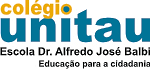 colégio
unitau
Escola Dr. Alfredo José Balbi
Educação para a cidadania